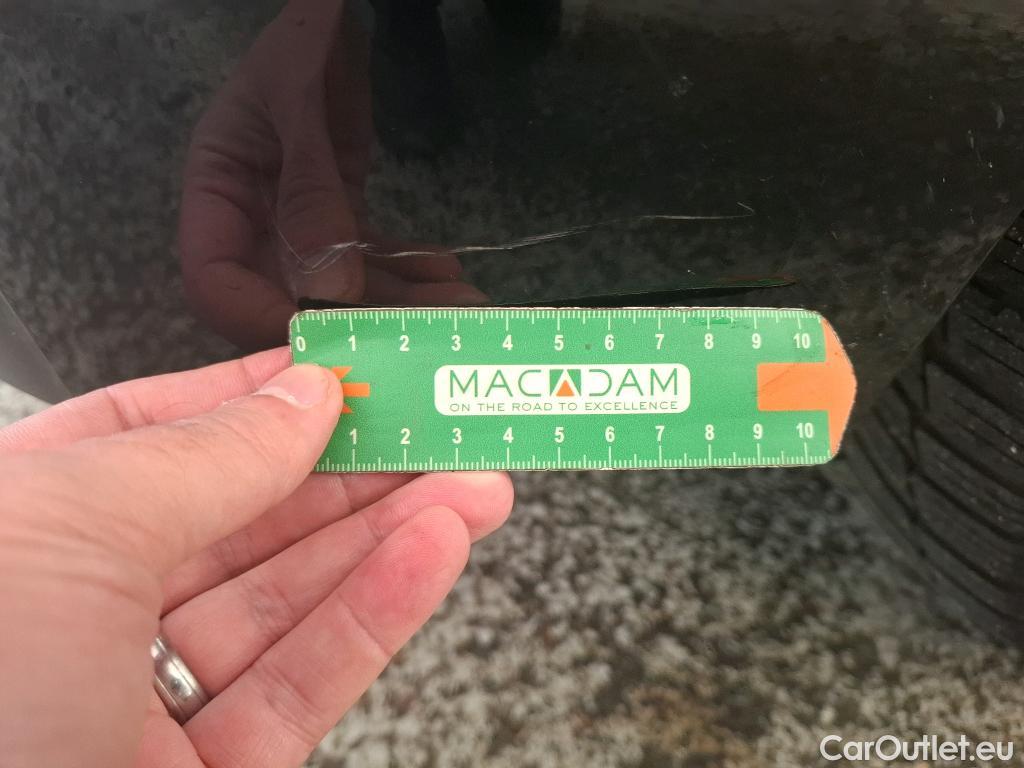 0 1 2 3 4 5 6 7 8 9 10
MACADAM
ON THE ROAD TO EXCELLENCE
1 2 3 4 5 6 7 8 9 10
CarOutlet.eu